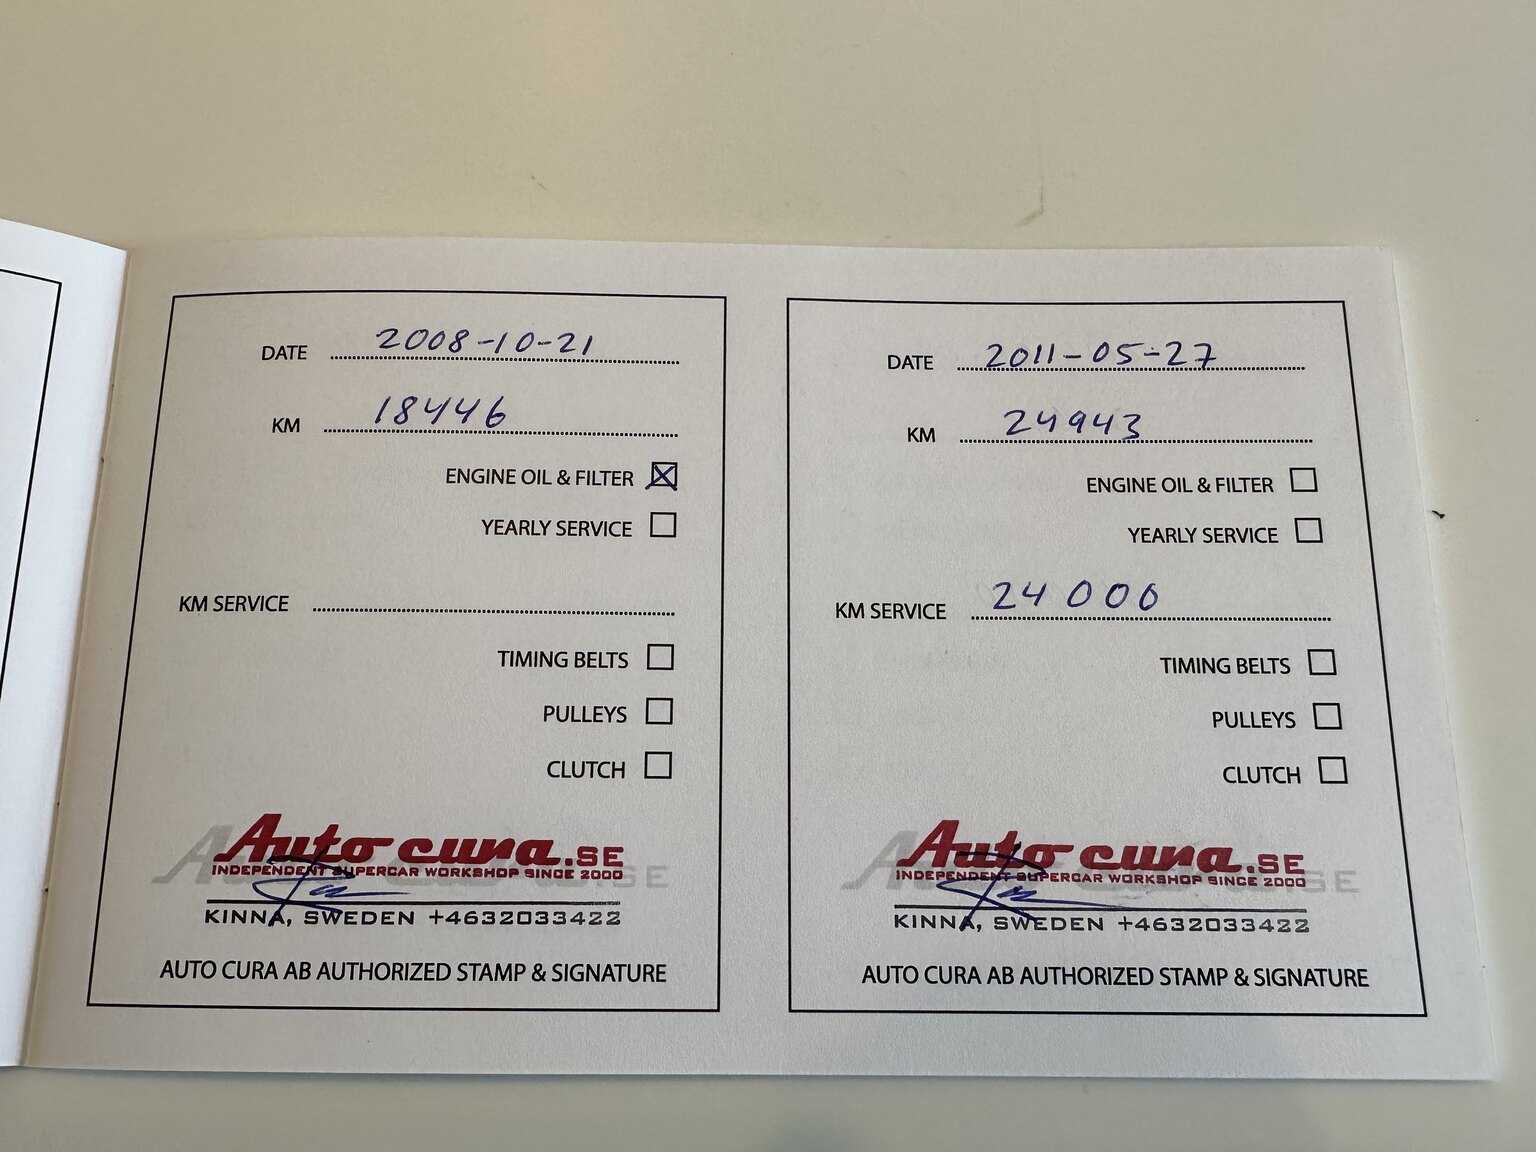 DATE 2008-10-21
KM 18446
ENGINE OIL & FILTER
YEARLY SERVICE
KM SERVICE
TIMING BELTS
PULLEYS
CLUTCH
Auto cura.SE
INDEPENDENT SUPERCAR WORKSHOP SINCE 2000
KINNA, SWEDEN +4632033422
AUTO CURA AB AUTHORIZED STAMP & SIGNATURE
DATE 2011-05-27
KM 24943
ENGINE OIL & FILTER
YEARLY SERVICE
KM SERVICE 24000
TIMING BELTS
PULLEYS
CLUTCH
Auto cura.SE
INDEPENDENT SUPERCAR WORKSHOP SINCE 2000
KINNA, SWEDEN +4632033422
AUTO CURA AB AUTHORIZED STAMP & SIGNATURE